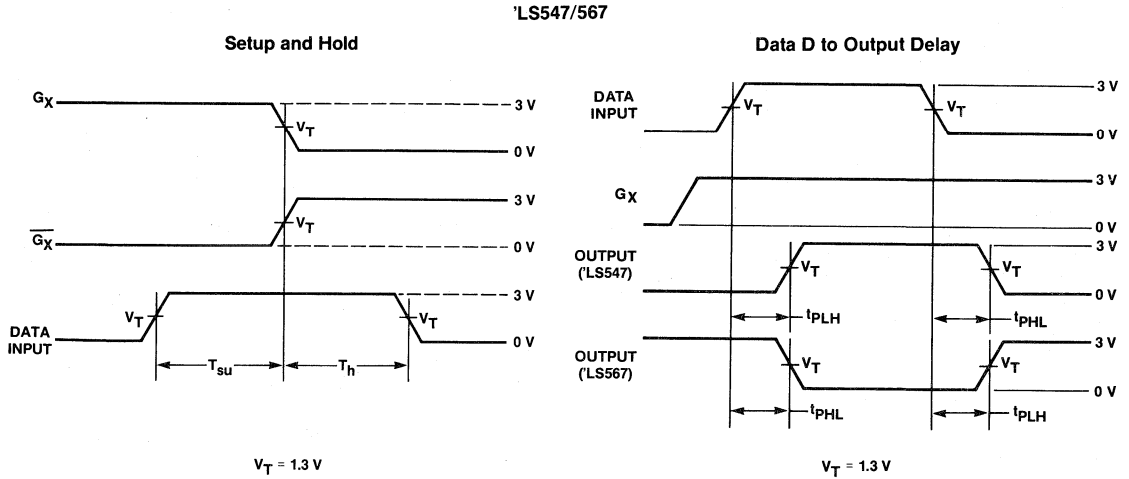 'LS547/567
Setup and Hold
GX
3 V
VT
0 V
3 V
VT
GX
0 V
3 V
VT
VT
DATA
INPUT
0 V
Tsu
Th
VT = 1.3 V
Data D to Output Delay
DATA
INPUT
3 V
VT
VT
0 V
GX
3 V
0 V
OUTPUT
('LS547)
3 V
VT
VT
0 V
tPLH
tPHL
OUTPUT
('LS567)
3 V
VT
VT
0 V
tPHL
tPLH
VT = 1.3 V